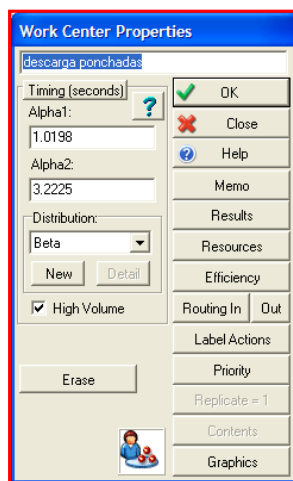 Work Center Properties
descarga ponchadas
Timing (seconds)
?
Alpha1:
1.0198
Alpha2:
3.2225
Distribution:
Beta
New
Detail
High Volume
Erase
OK
Close
? Help
Memo
Results
Resources
Efficiency
Routing In
Out
Label Actions
Priority
Replicate = 1
Contents
Graphics